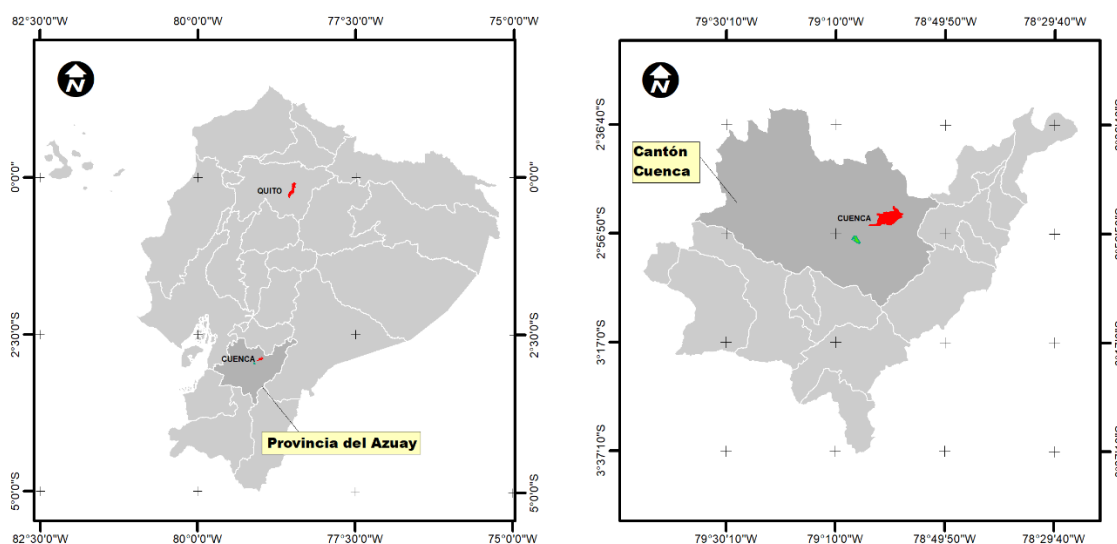 82°30'0"W 80°0'0"W 77°30'0"W 75°0'0"W
N
0°0'0" 0°0'0"
QUITO
2°30'0"S 2°30'0"S
CUENCA
Provincia del Azuay
5°0'0"S 5°0'0"S
82°30'0"W 80°0'0"W 77°30'0"W 75°0'0"W
79°30'10"W 79°10'0"W 78°49'50"W 78°29'40"W
N
2°36'40"S
Cantón
Cuenca
CUENCA
2°56'50"S
3°17'0"S
3°37'10"S
79°30'10"W 79°10'0"W 78°49'50"W 78°29'40"W